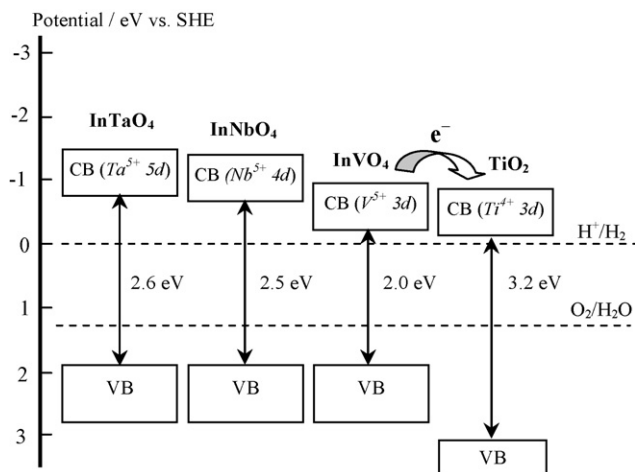 Potential / eV vs. SHE
-3
-2
InTaO₄ InNbO₄ InVO₄ e⁻ TiO₂
CB (Ta⁵⁺ 5d) CB (Nb⁵⁺ 4d) CB (V⁵⁺ 3d) CB (Ti⁴⁺ 3d)
-1
0 H⁺/H₂
2.6 eV 2.5 eV 2.0 eV 3.2 eV
1 O₂/H₂O
2 VB VB VB
3 VB